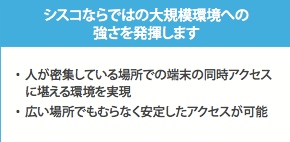 シスコならではの大規模環境への
強さを発揮します
・人が密集している場所での端末の同時アクセス
に堪える環境を実現
・広い場所でもむらなく安定したアクセスが可能